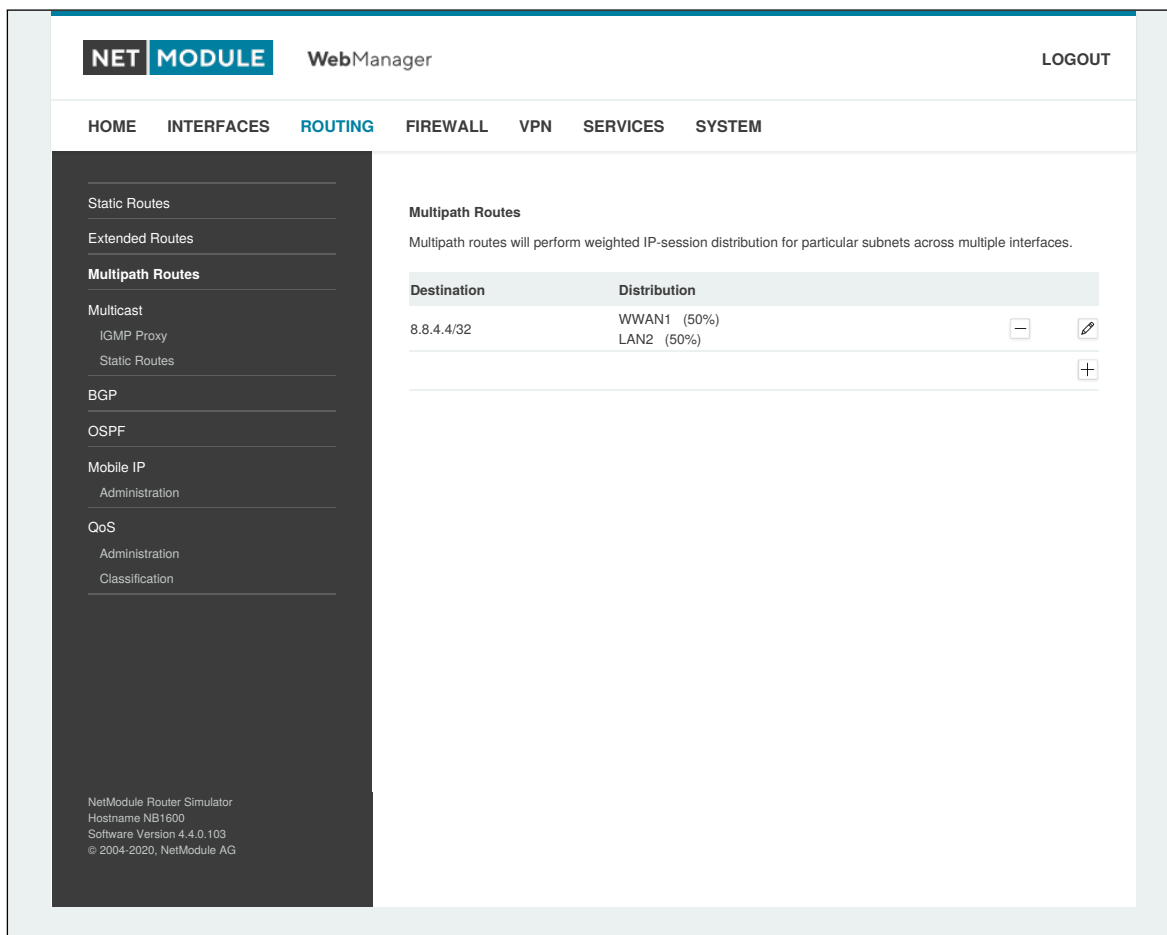 NET MODULE WebManager LOGOUT
HOME INTERFACES ROUTING FIREWALL VPN SERVICES SYSTEM
Static Routes
Extended Routes
Multipath Routes
Multicast
IGMP Proxy
Static Routes
BGP
OSPF
Mobile IP
Administration
QoS
Administration
Classification
NetModule Router Simulator
Hostname NB1600
Software Version 4.4.0.103
© 2004-2020, NetModule AG
Multipath Routes
Multipath routes will perform weighted IP-session distribution for particular subnets across multiple interfaces.
Destination Distribution
8.8.4.4/32
WWAN1 (50%)
LAN2 (50%)